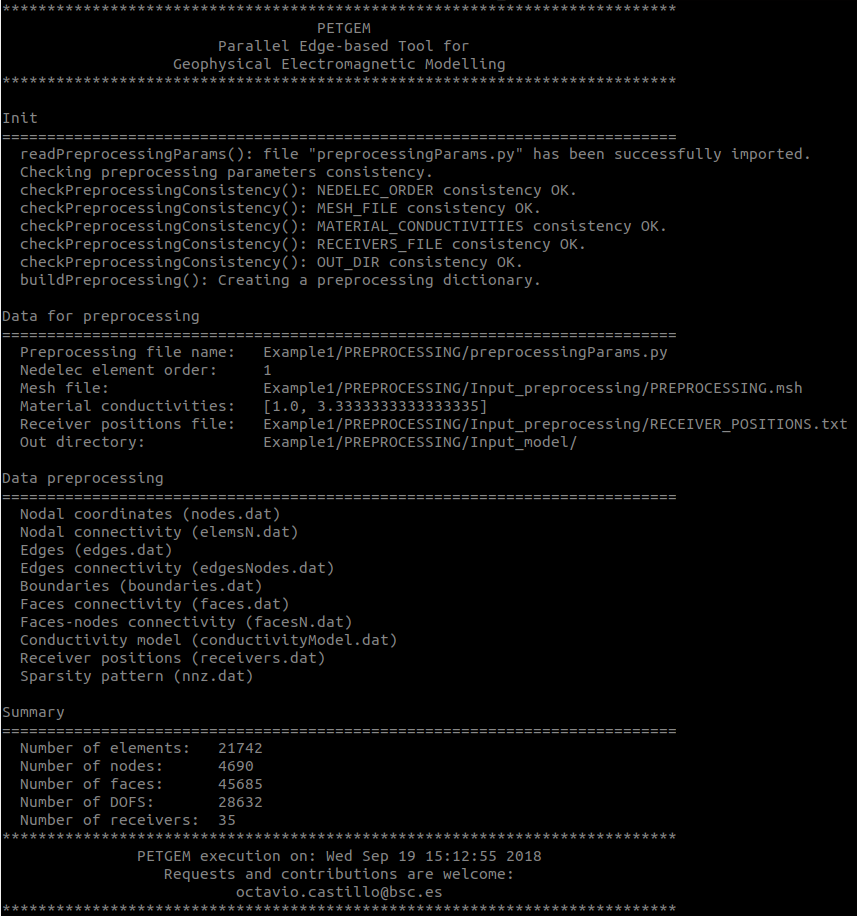 ***************************************************************************
PETGEM
Parallel Edge-based Tool for
Geophysical Electromagnetic Modelling
***************************************************************************
Init
===========================================================================
readPreprocessingParams(): file "preprocessingParams.py" has been successfully imported.
Checking preprocessing parameters consistency.
checkPreprocessingConsistency(): NEDELEC_ORDER consistency OK.
checkPreprocessingConsistency(): MESH_FILE consistency OK.
checkPreprocessingConsistency(): MATERIAL_CONDUCTIVITIES consistency OK.
checkPreprocessingConsistency(): RECEIVERS_FILE consistency OK.
checkPreprocessingConsistency(): OUT_DIR consistency OK.
buildPreprocessing(): Creating a preprocessing dictionary.
Data for preprocessing
===========================================================================
Preprocessing file name:   Example1/PREPROCESSING/preprocessingParams.py
Nedelec element order:     1
Mesh file:                 Example1/PREPROCESSING/Input_preprocessing/PREPROCESSING.msh
Material conductivities:   [1.0, 3.3333333333333335]
Receiver positions file:   Example1/PREPROCESSING/Input_preprocessing/RECEIVER_POSITIONS.txt
Out directory:             Example1/PREPROCESSING/Input_model/
Data preprocessing
===========================================================================
Nodal coordinates (nodes.dat)
Nodal connectivity (elemsN.dat)
Edges (edges.dat)
Edges connectivity (edgesNodes.dat)
Boundaries (boundaries.dat)
Faces connectivity (faces.dat)
Faces-nodes connectivity (facesN.dat)
Conductivity model (conductivityModel.dat)
Receiver positions (receivers.dat)
Sparsity pattern (nnz.dat)
Summary
===========================================================================
Number of elements:   21742
Number of nodes:      4690
Number of faces:      45685
Number of DOFS:       28632
Number of receivers:  35
***************************************************************************
PETGEM execution on: Wed Sep 19 15:12:55 2018
Requests and contributions are welcome:
octavio.castillo@bsc.es
***************************************************************************